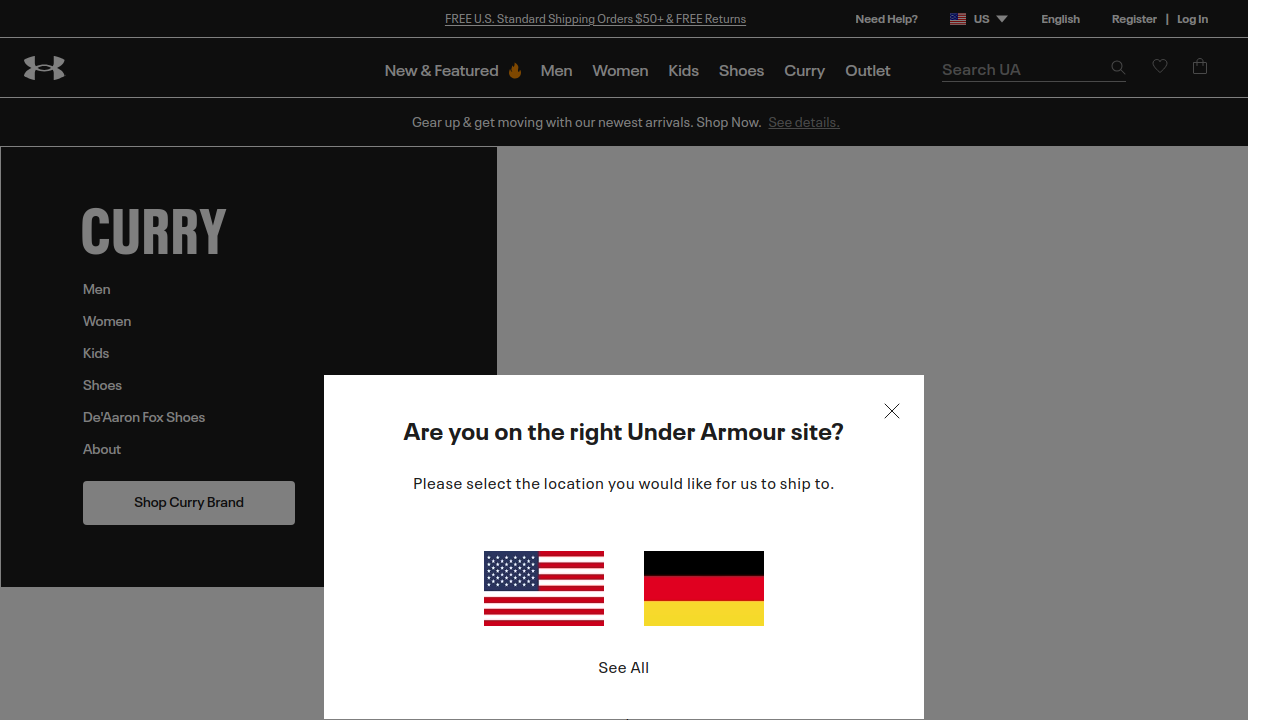 FREE U.S. Standard Shipping Orders $50+ & FREE Returns
Need Help?
US
English
Register | Log In
New & Featured
Men
Women
Kids
Shoes
Curry
Outlet
Search UA
Gear up & get moving with our newest arrivals. Shop Now. See details.
CURRY
Men
Women
Kids
Shoes
De'Aaron Fox Shoes
About
Shop Curry Brand
Are you on the right Under Armour site?
Please select the location you would like for us to ship to.
See All